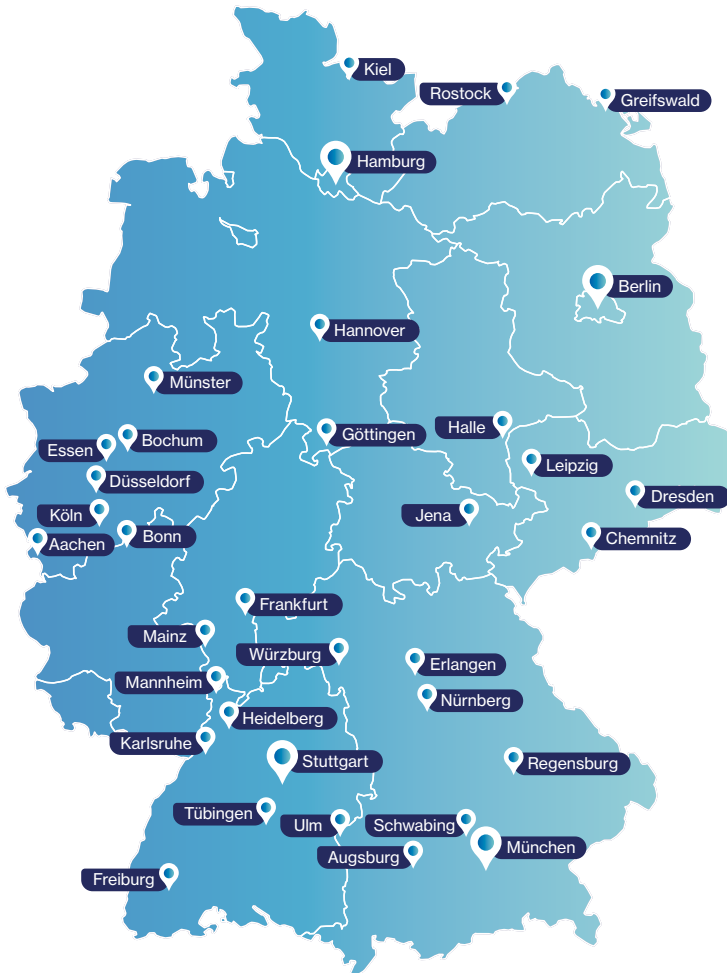 Kiel
Rostock
Greifswald
Hamburg
Berlin
Hannover
Münster
Halle
Göttingen
Bochum
Essen
Leipzig
Düsseldorf
Dresden
Köln
Jena
Bonn
Aachen
Chemnitz
Frankfurt
Mainz
Würzburg
Erlangen
Mannheim
Nürnberg
Heidelberg
Karlsruhe
Stuttgart
Regensburg
Tübingen
Ulm
Schwabing
München
Augsburg
Freiburg